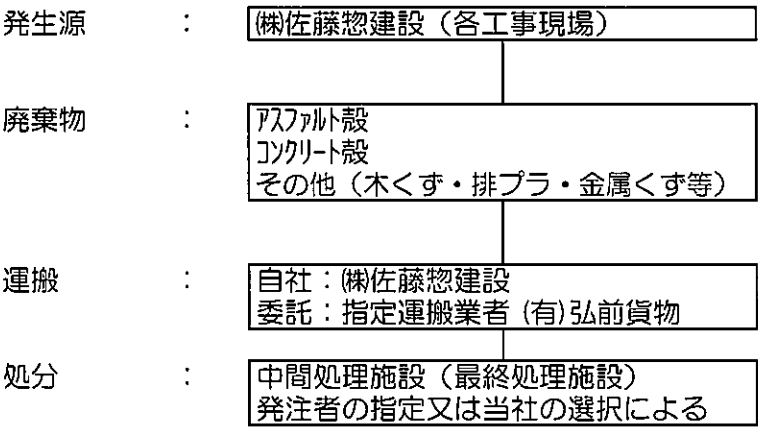 発生源 : ㈱佐藤惣建設（各工事現場）
廃棄物 : ｱｽﾌｧﾙﾄ殻
ｺﾝｸﾘｰﾄ殻
その他（木くず・排プラ・金属くず等）
運搬 : 自社：㈱佐藤惣建設
委託：指定運搬業者 (有)弘前貨物
処分 : 中間処理施設（最終処理施設）
発注者の指定又は当社の選択による